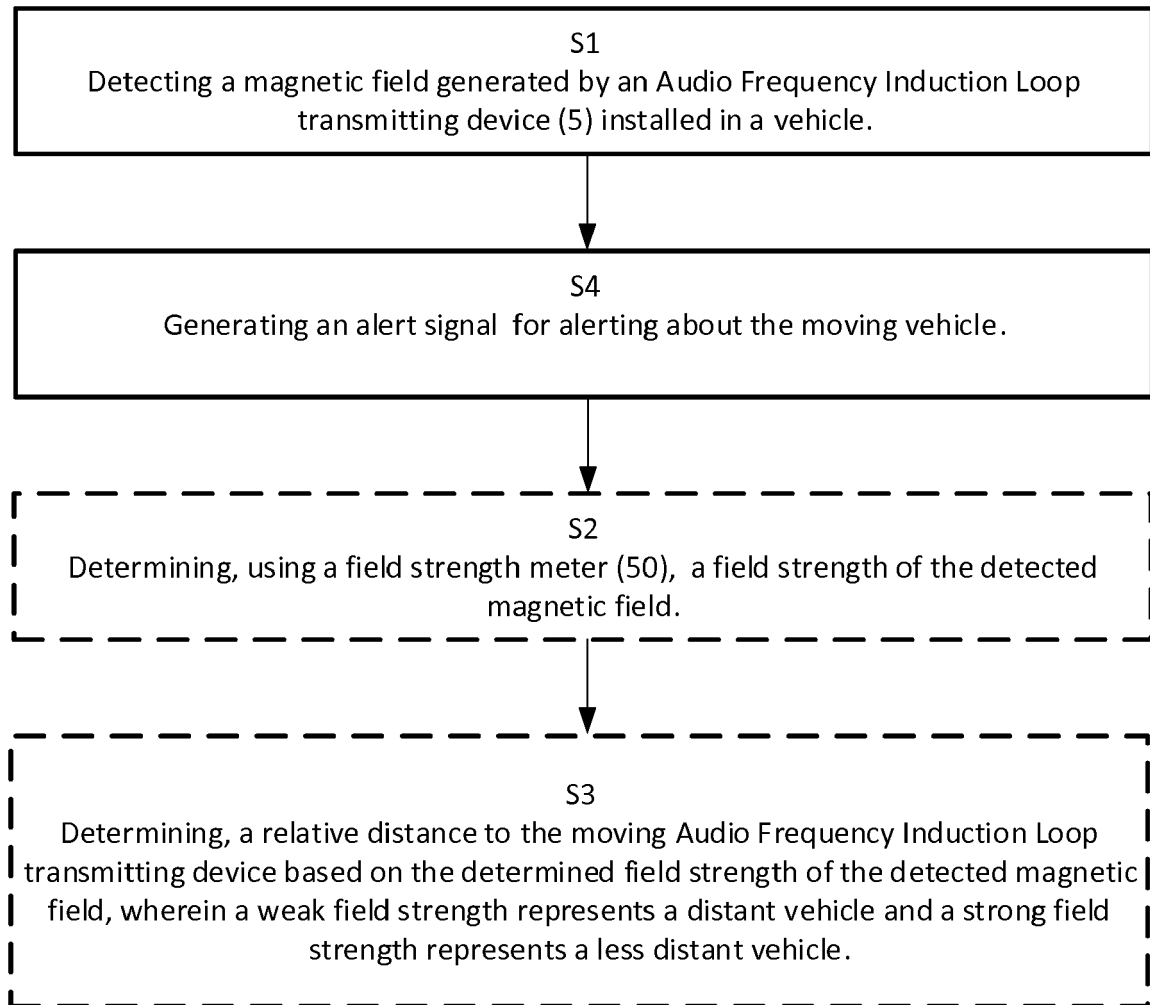 S1
Detecting a magnetic field generated by an Audio Frequency Induction Loop
transmitting device (5) installed in a vehicle.
S4
Generating an alert signal for alerting about the moving vehicle.
S2
Determining, using a field strength meter (50), a field strength of the detected
magnetic field.
S3
Determining, a relative distance to the moving Audio Frequency Induction Loop
transmitting device based on the determined field strength of the detected magnetic
field, wherein a weak field strength represents a distant vehicle and a strong field
strength represents a less distant vehicle.